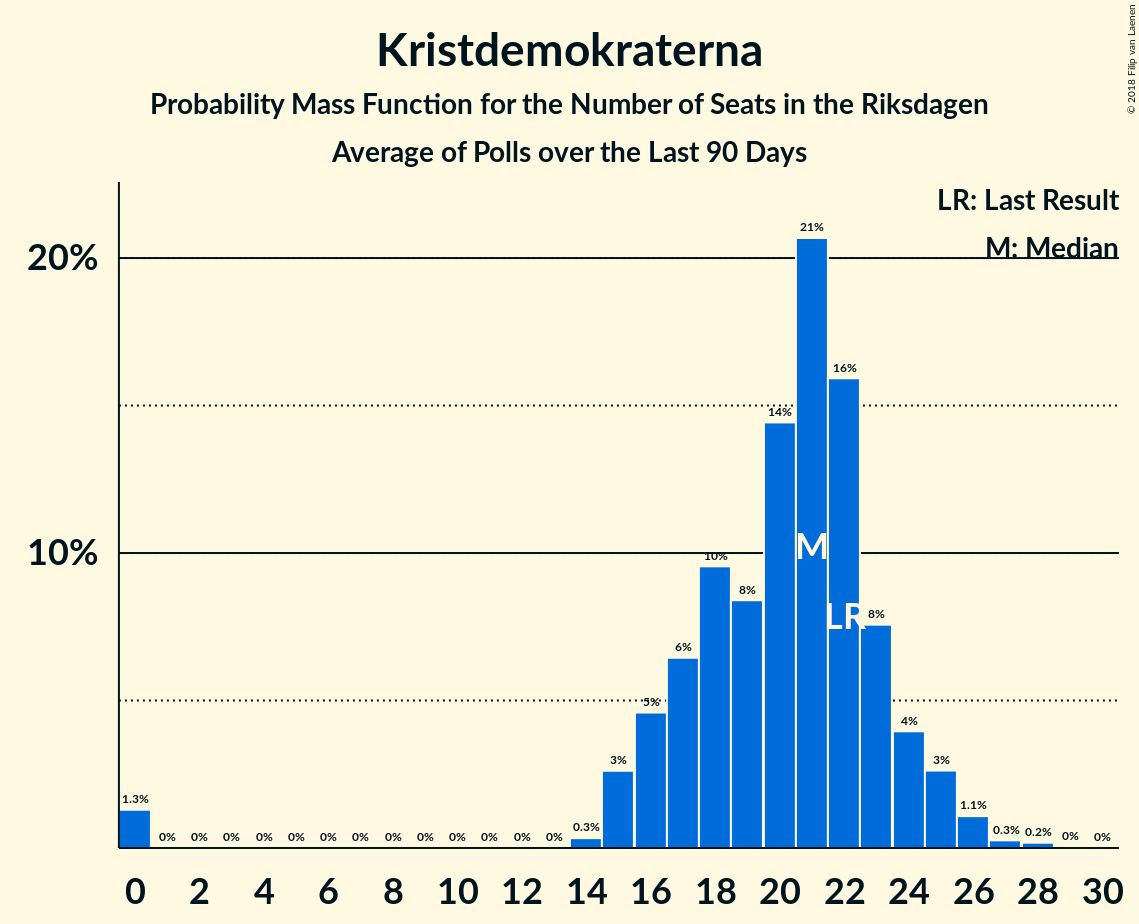 Kristdemokraterna
Probability Mass Function for the Number of Seats in the Riksdagen
Average of Polls over the Last 90 Days
© 2018 Filip van Laenen
LR: Last Result
M: Median
20%
10%
1.3% 0% 0% 0% 0% 0% 0% 0% 0% 0% 0% 0% 0% 0% 0.3% 3% 5% 6% 10% 8% 14% 21% 16% 8% 4% 3% 1.1% 0.3% 0.2% 0% 0%
M
LR
0 2 4 6 8 10 12 14 16 18 20 22 24 26 28 30